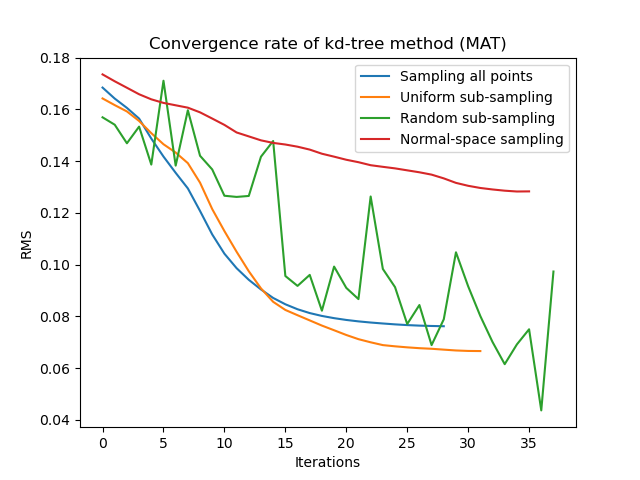 Convergence rate of kd-tree method (MAT)
Sampling all points
Uniform sub-sampling
Random sub-sampling
Normal-space sampling
RMS
0.18
0.16
0.14
0.12
0.10
0.08
0.06
0.04
0 5 10 15 20 25 30 35
Iterations